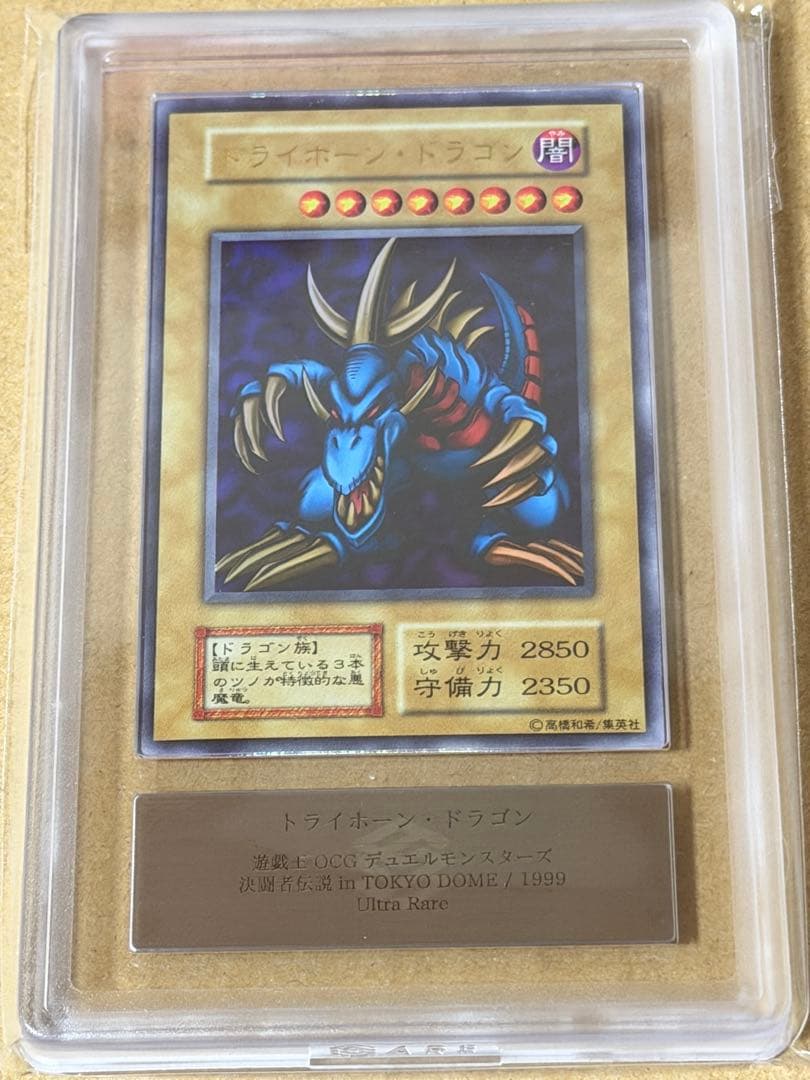 トライホーン・ドラゴン
やみ
闇
【ドラゴン族】
頭に生えている3本
のツノが特徴的な悪
魔竜。
こうげきりょく
攻撃力 2850
しゅびりょく
守備力 2350
©高橋和希/集英社
トライホーン・ドラゴン
遊戯王 OCG デュエルモンスターズ
決闘者伝説 in TOKYO DOME / 1999
Ultra Rare